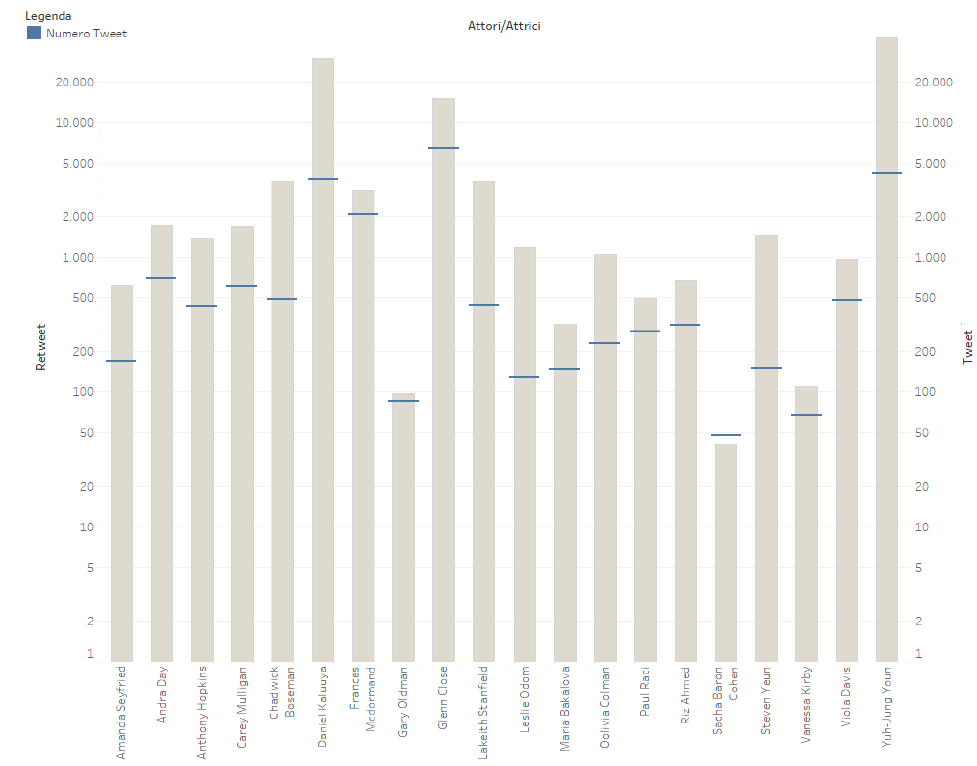 Legenda
Numero Tweet
Attori/Attrici
20.000
10.000
5.000
2.000
1.000
500
200
100
50
20
10
5
2
1
Retweet
20.000
10.000
5.000
2.000
1.000
500
200
100
50
20
10
5
2
1
Tweet
Amanda Seyfried
Andra Day
Anthony Hopkins
Carey Mulligan
Chadwick
Boseman
Daniel Kaluuya
Frances
Mcdormand
Gary Oldman
Glenn Close
Lakeith Stanfield
Leslie Odom
Maria Bakalova
Oolivia Colman
Paul Raci
Riz Ahmed
Sacha Baron
Cohen
Steven Yeun
Vanessa Kirby
Viola Davis
Yuh-Jung Youn